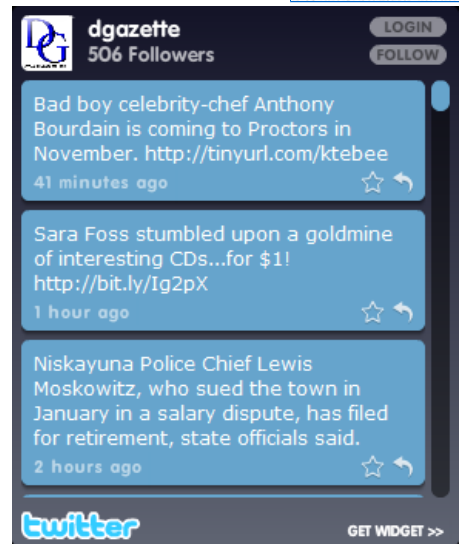 DG
dgazette
506 Followers
LOGIN
FOLLOW
Bad boy celebrity-chef Anthony
Bourdain is coming to Proctors in
November. http://tinyurl.com/ktebee
41 minutes ago
Sara Foss stumbled upon a goldmine
of interesting CDs...for $1!
http://bit.ly/Ig2pX
1 hour ago
Niskayuna Police Chief Lewis
Moskowitz, who sued the town in
January in a salary dispute, has filed
for retirement, state officials said.
2 hours ago
twitter
GET WIDGET >>